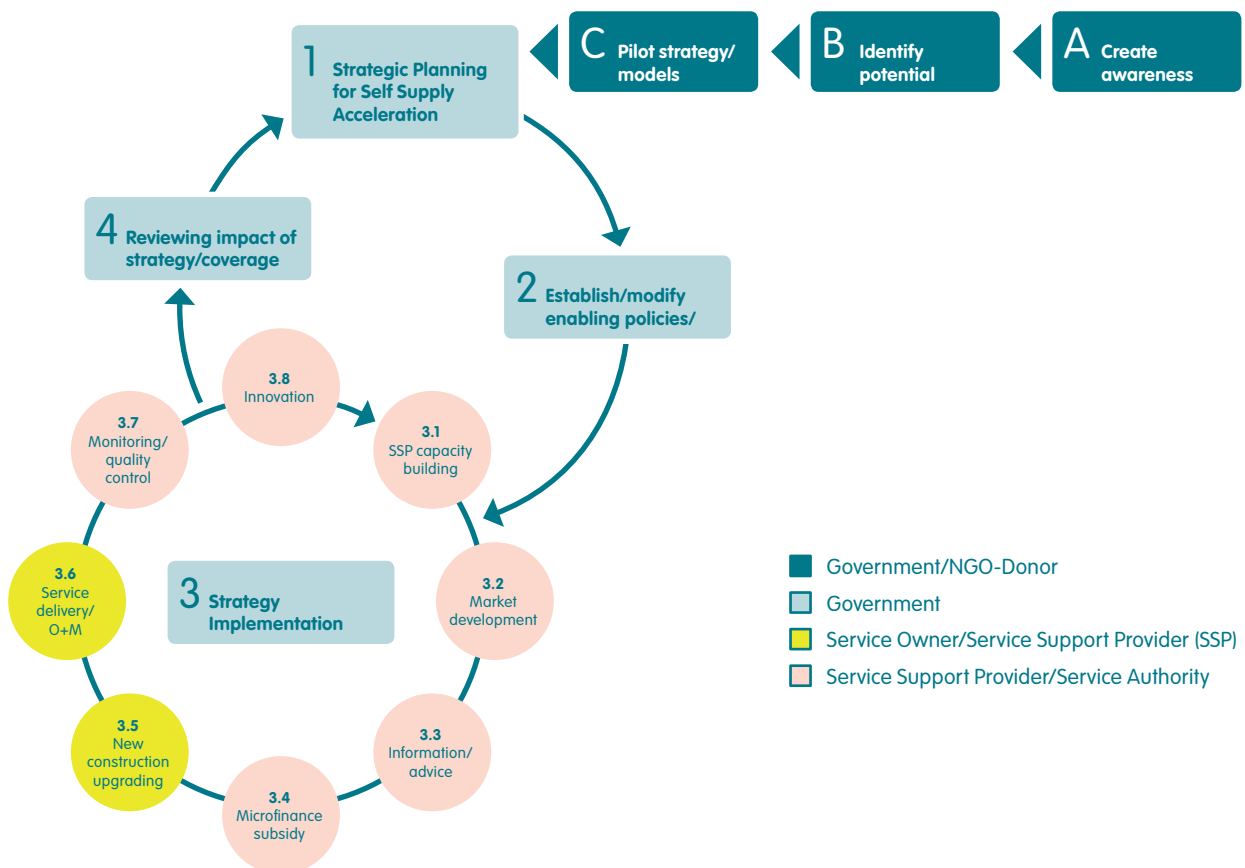 A Create
awareness
B Identify
potential
C Pilot strategy/
models
1 Strategic Planning
for Self Supply
Acceleration
2 Establish/modify
enabling policies/
4 Reviewing impact of
strategy/coverage
3 Strategy
Implementation
3.1
SSP capacity
building
3.2
Market
development
3.3
Information/
advice
3.4
Microfinance
subsidy
3.5
New
construction
upgrading
3.6
Service
delivery/
O+M
3.7
Monitoring/
quality
control
3.8
Innovation
Government/NGO-Donor
Government
Service Owner/Service Support Provider (SSP)
Service Support Provider/Service Authority